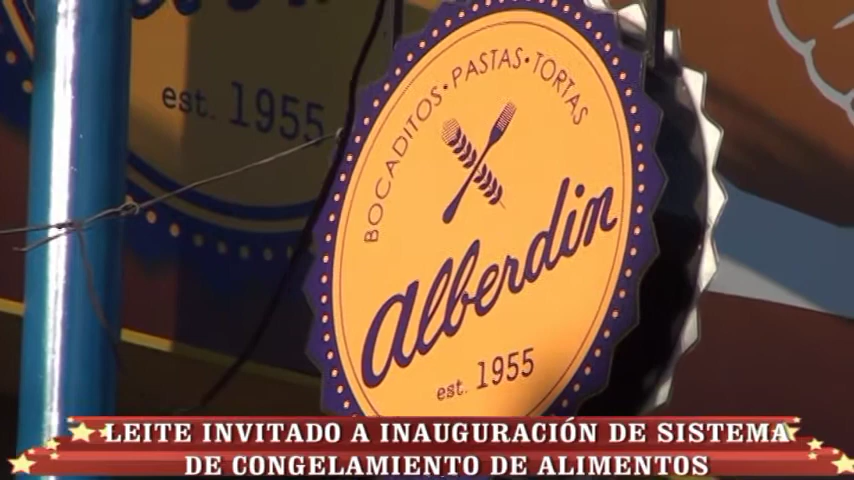 est. 1955
BOCADITOS · PASTAS · TORTAS
Alberdin
est. 1955
LEITE INVITADO A INAUGURACIÓN DE SISTEMA
DE CONGELAMIENTO DE ALIMENTOS